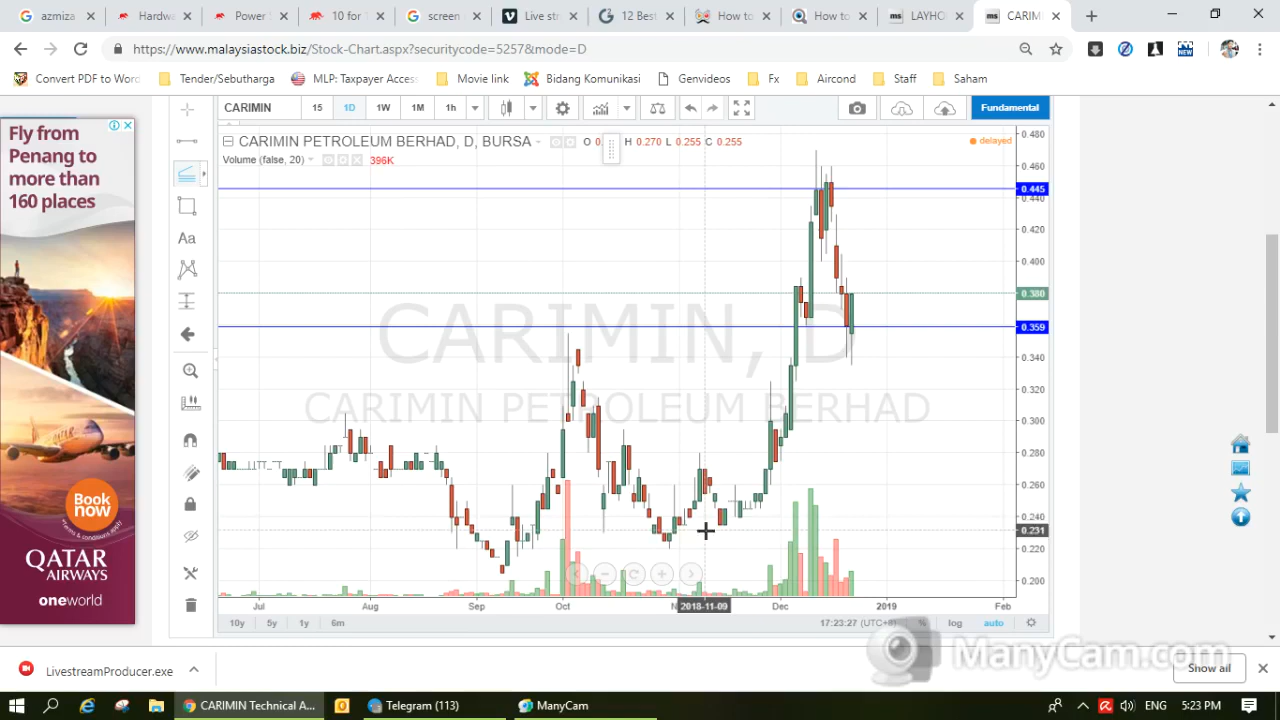 azmiza
Hardwa
Power
10 for
screen
Live str
12 Bes
How to
How to
LAYHO
CARIM
https://www.malaysiastock.biz/Stock-Chart.aspx?securitycode=5257&mode=D
Convert PDF to Word
Tender/Sebutharga
MLP: Taxpayer Acces
Movie link
Bidang Komunikasi
Genvideos
Fx
Aircond
Staff
Saham
CARIMIN 15 1D 1W 1M 1h Fundamental
Fly from
Penang to
more than
160 places
Book
now
QATAR
AIRWAYS
oneworld
CARIMIN PETROLEUM BERHAD, D, BURSA O 0. H 0.270 L 0.255 C 0.255 delayed
Volume (false, 20) 396K
Aa
CARIMIN, D
CARIMIN PETROLEUM BERHAD
0.480
0.460
0.445
0.440
0.420
0.400
0.380
0.359
0.340
0.320
0.300
0.280
0.260
0.240
0.231
0.220
0.200
Jul Aug Sep Oct 2018-11-09 Dec 2019 Feb
10y 5y 1y 6m 17:23:27 (UTC+8) % log auto
ManyCam.com
LivestreamProducer.exe
Show all
CARIMIN Technical A...
Telegram (113)
ManyCam
5:23 PM